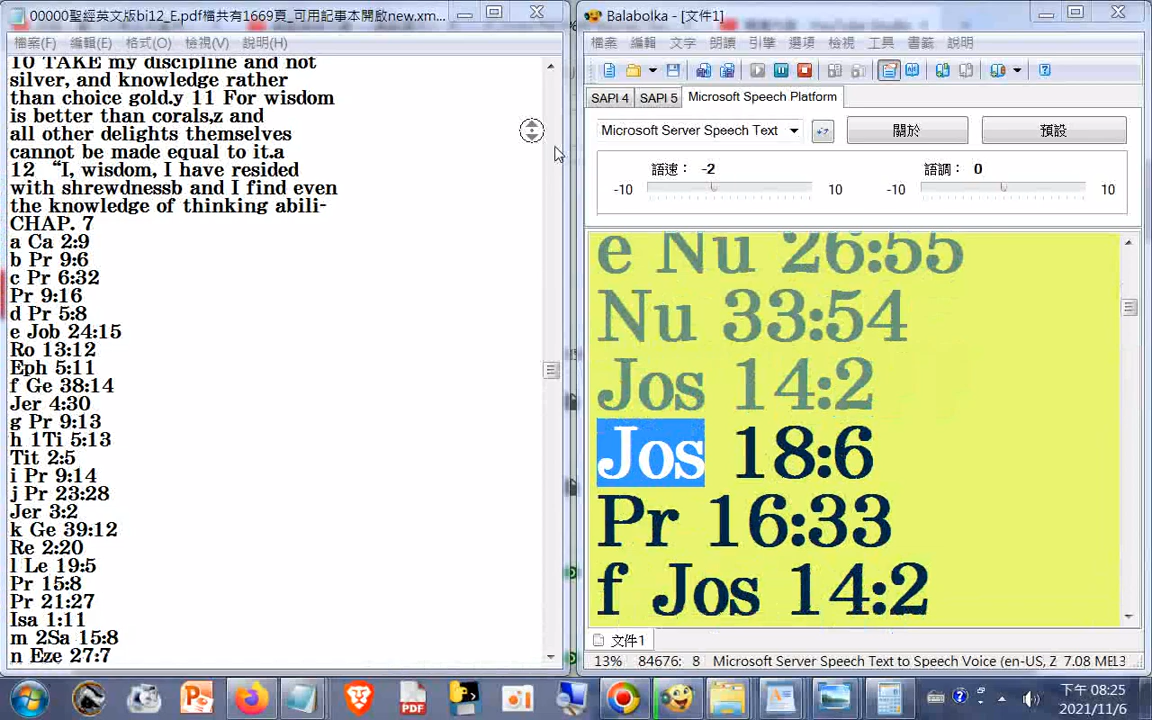 00000聖經英文版bi12_E.pdf檔共有1669頁_可用記事本開啟new.xm...
檔案(F) 編輯(E) 格式(O) 檢視(V) 說明(H)
10 TAKE my discipline and not
silver, and knowledge rather
than choice gold.y 11 For wisdom
is better than corals,z and
all other delights themselves
cannot be made equal to it.a
12 “I, wisdom, I have resided
with shrewdnessb and I find even
the knowledge of thinking abili-
CHAP. 7
a Ca 2:9
b Pr 9:6
c Pr 6:32
Pr 9:16
d Pr 5:8
e Job 24:15
Ro 13:12
Eph 5:11
f Ge 38:14
Jer 4:30
g Pr 9:13
h 1Ti 5:13
Tit 2:5
i Pr 9:14
j Pr 23:28
Jer 3:2
k Ge 39:12
Re 2:20
l Le 19:5
Pr 15:8
Pr 21:27
Isa 1:11
m 2Sa 15:8
n Eze 27:7
Balabolka - [文件1]
檔案 編輯 文字 朗讀 引擎 選項 檢視 工具 書籤 說明
SAPI 4 SAPI 5 Microsoft Speech Platform
Microsoft Server Speech Text 關於 預設
語速： -2 語調： 0
-10 10 -10 10
e Nu 26:55
Nu 33:54
Jos 14:2
Jos 18:6
Pr 16:33
f Jos 14:2
文件1
13% 84676: 8 Microsoft Server Speech Text to Speech Voice (en-US, Z 7.08 MB
PDF
下午 08:25
2021/11/6